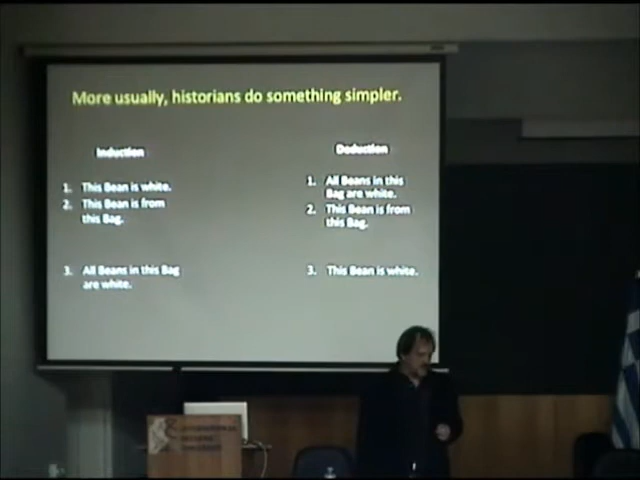 More usually, historians do something simpler.
Induction
Deduction
1. This Bean is white.
2. This Bean is from
this Bag.
3. All Beans in this Bag
are white.
1. All Beans in this
Bag are white.
2. This Bean is from
this Bag.
3. This Bean is white.